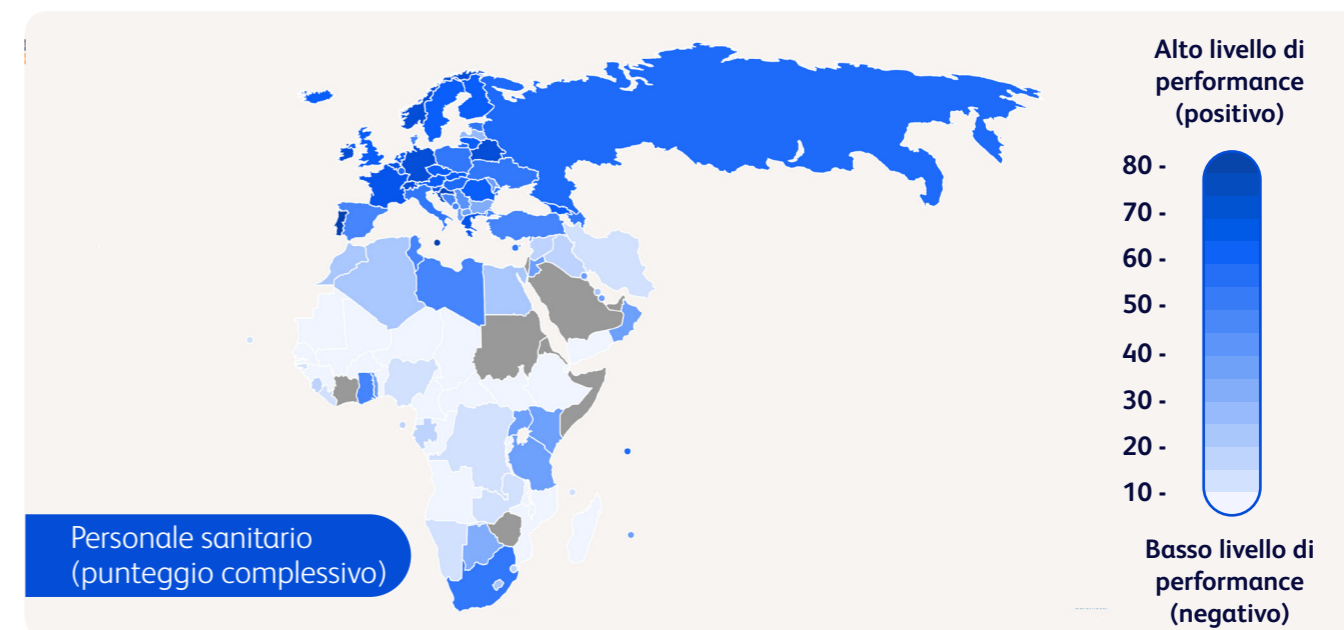 Alto livello di
performance
(positivo)
80 -
70 -
60 -
50 -
40 -
30 -
20 -
10 -
Basso livello di
performance
(negativo)
Personale sanitario
(punteggio complessivo)